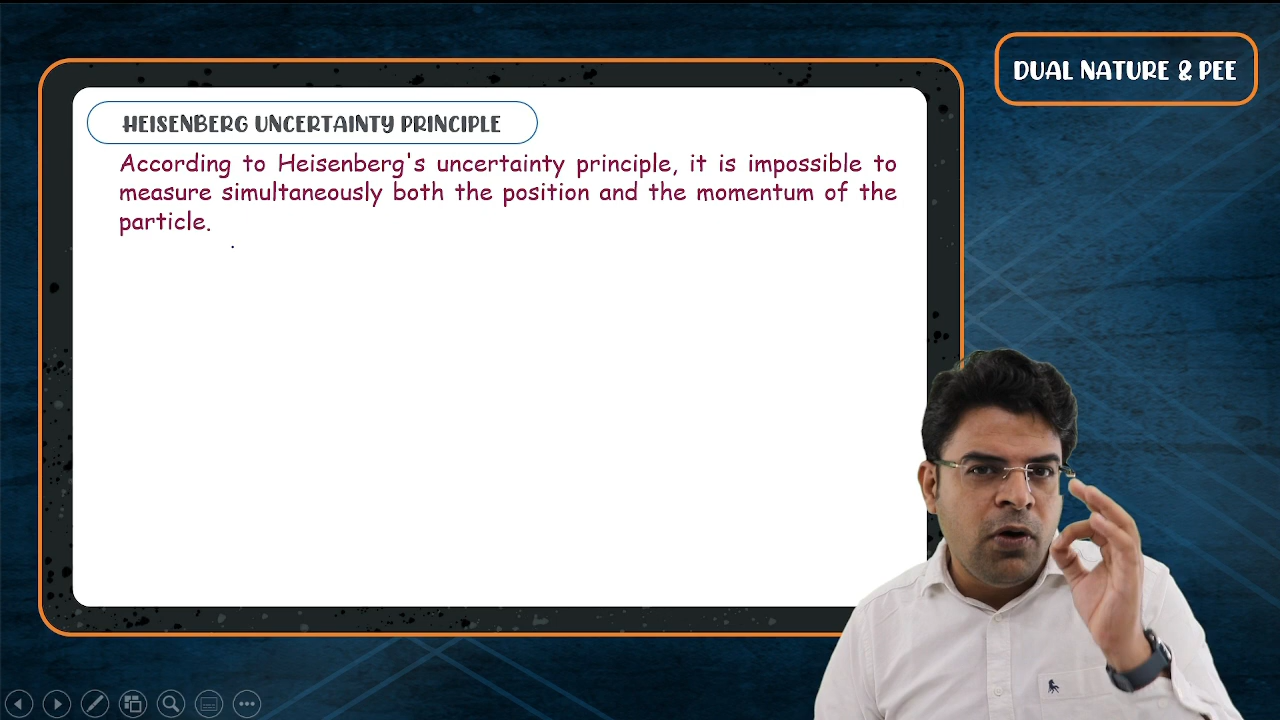 DUAL NATURE & PEE
HEISENBERG UNCERTAINTY PRINCIPLE
According to Heisenberg's uncertainty principle, it is impossible to
measure simultaneously both the position and the momentum of the
particle.